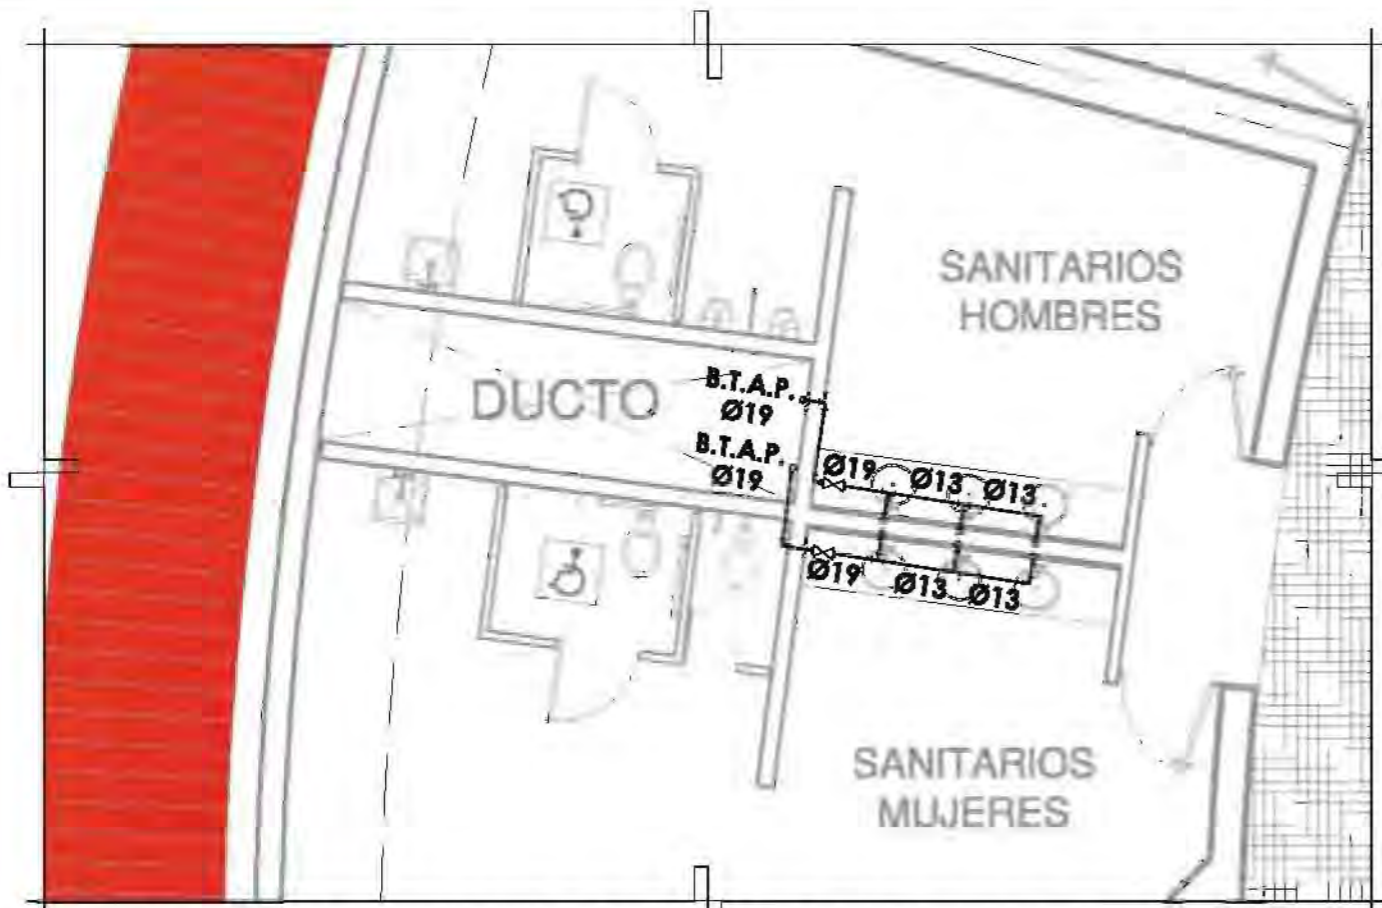 SANITARIOS
HOMBRES
DUCTO
B.T.A.P.
Ø19
B.T.A.P.
Ø19
Ø19 Ø13 Ø13
Ø19 Ø13 Ø13
SANITARIOS
MUJERES